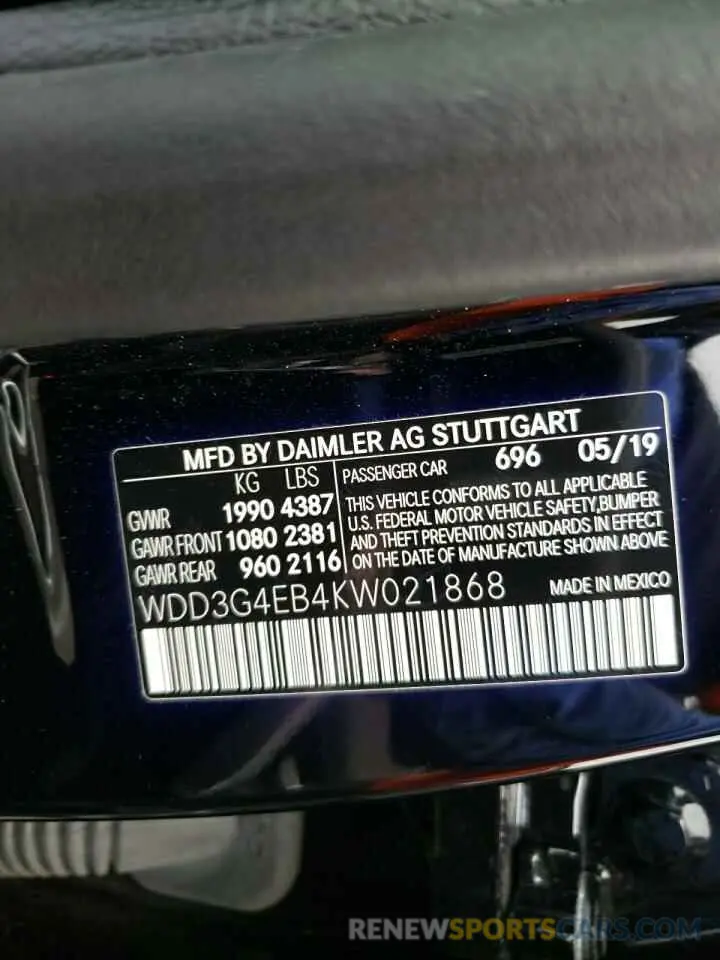 MFD BY DAIMLER AG STUTTGART
KG LBS
GVWR 1990 4387
GAWR FRONT 1080 2381
GAWR REAR 960 2116
PASSENGER CAR 696 05/19
THIS VEHICLE CONFORMS TO ALL APPLICABLE
U.S. FEDERAL MOTOR VEHICLE SAFETY,BUMPER
AND THEFT PREVENTION STANDARDS IN EFFECT
ON THE DATE OF MANUFACTURE SHOWN ABOVE
WDD3G4EB4KW021868 MADE IN MEXICO
RENEWSPORTSCARS.COM